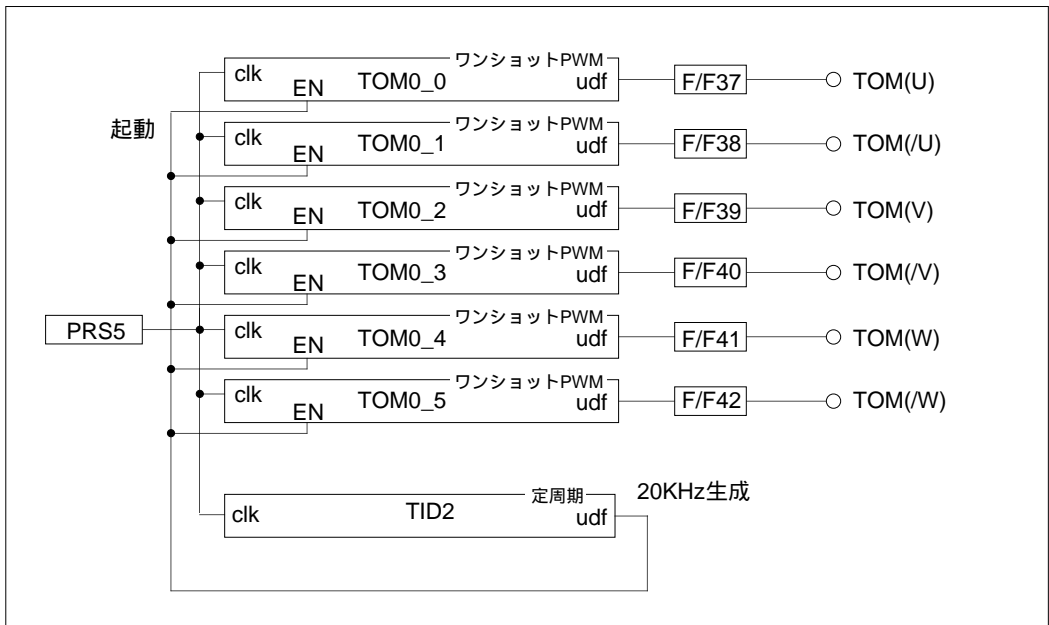 ワンショットPWM
clk EN TOM0_0 udf F/F37 TOM(U)
起動
ワンショットPWM
clk EN TOM0_1 udf F/F38 TOM(/U)
ワンショットPWM
clk EN TOM0_2 udf F/F39 TOM(V)
ワンショットPWM
clk EN TOM0_3 udf F/F40 TOM(/V)
PRS5
ワンショットPWM
clk EN TOM0_4 udf F/F41 TOM(W)
ワンショットPWM
clk EN TOM0_5 udf F/F42 TOM(/W)
定周期 20KHz生成
clk TID2 udf